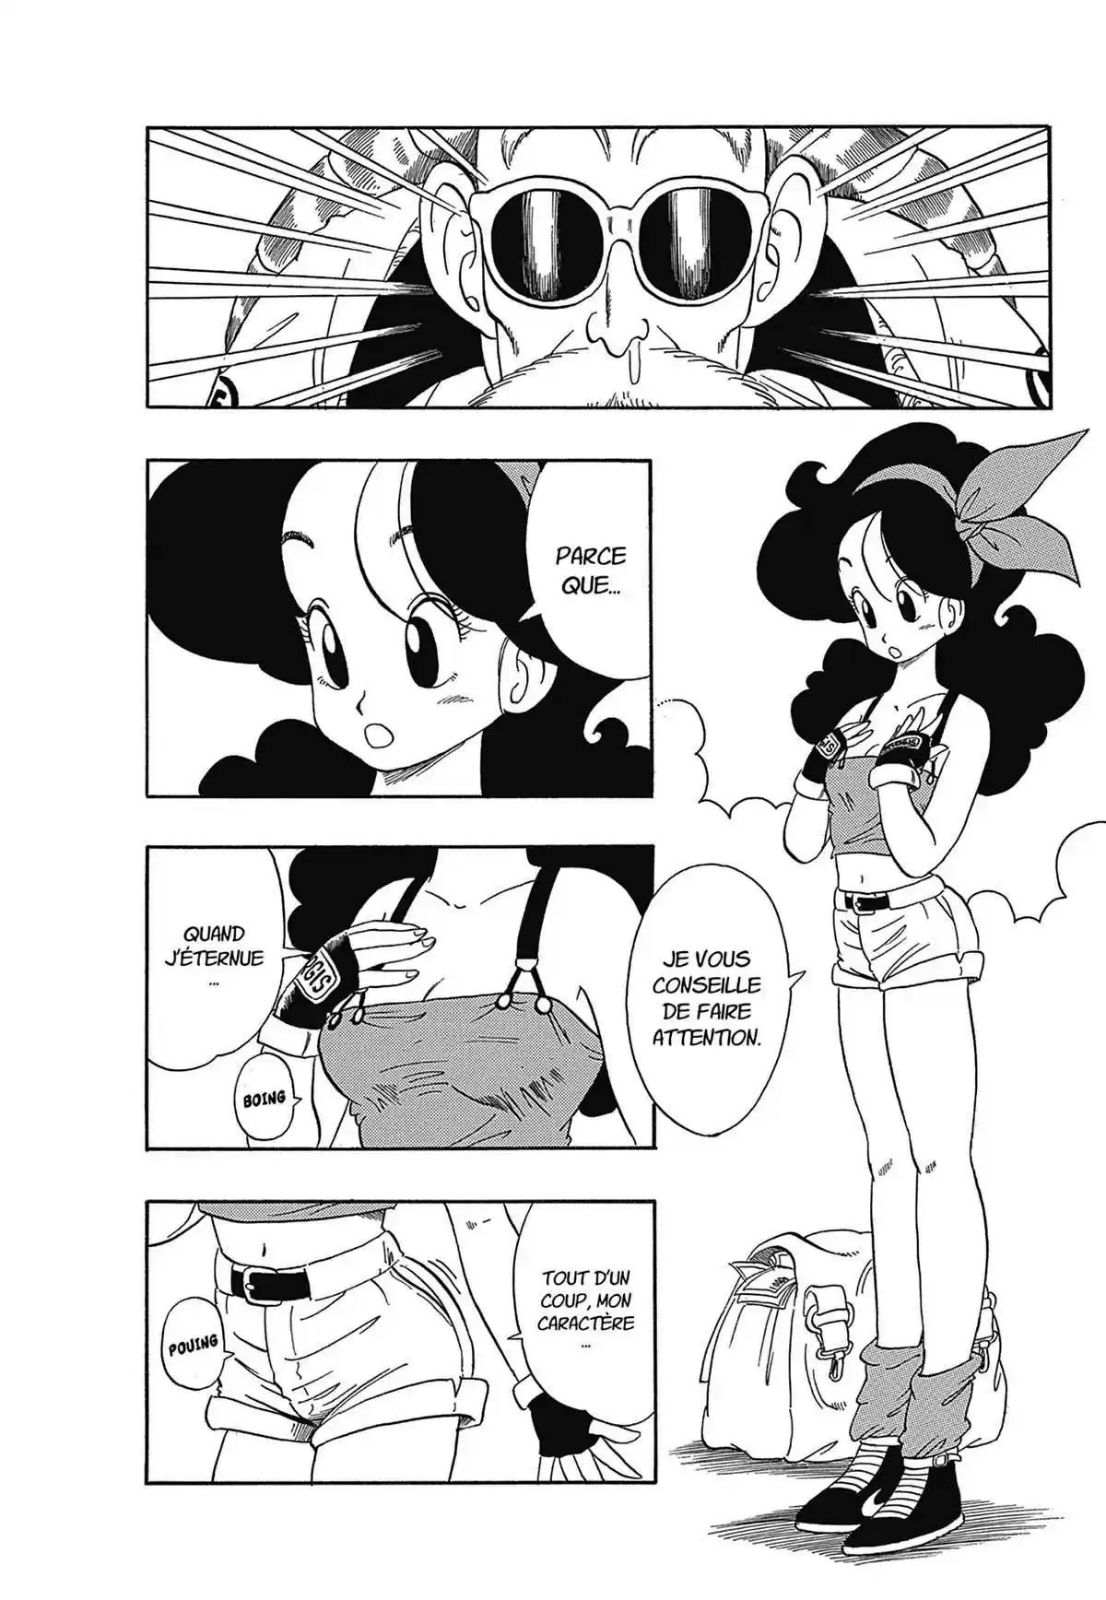 PARCE
QUE...
QUAND
J'ÉTERNUE
...
BOING
JE VOUS
CONSEILLE
DE FAIRE
ATTENTION.
TOUT D'UN
COUP, MON
CARACTÈRE
...
POUING